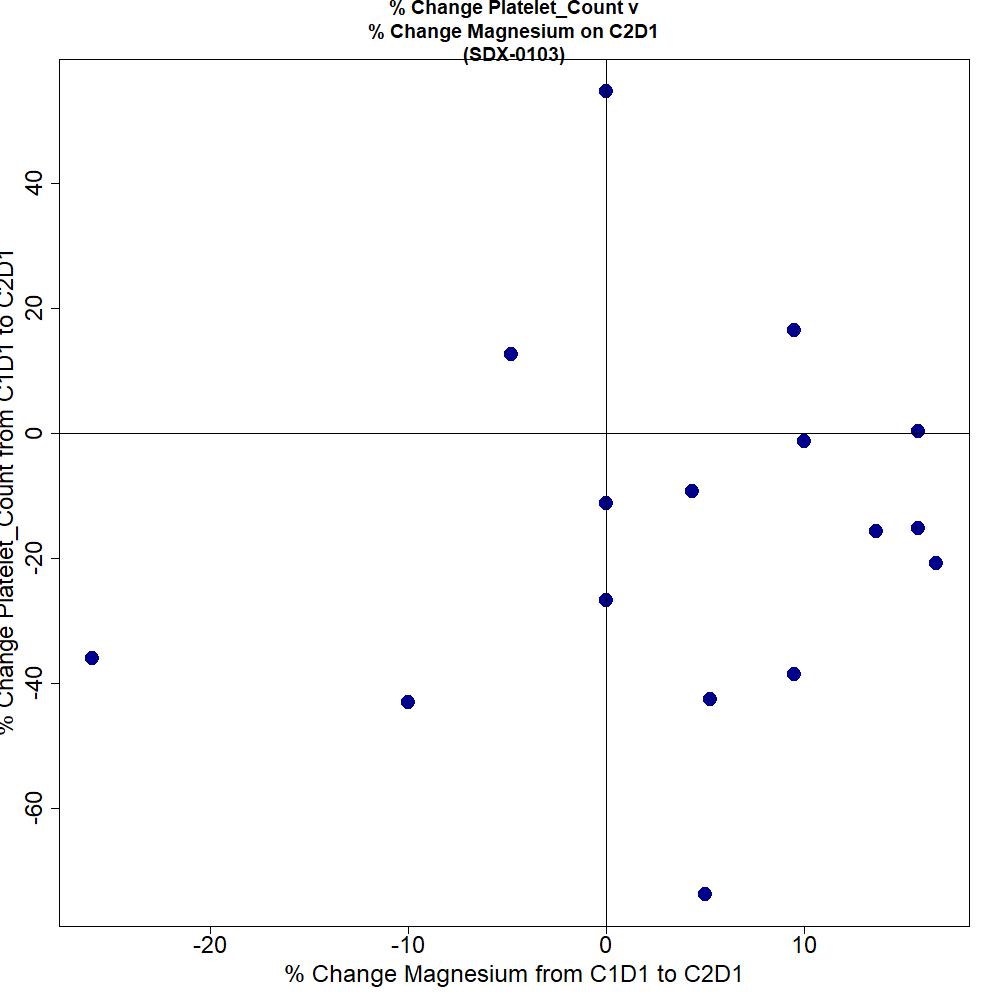 % Change Platelet_Count v
% Change Magnesium on C2D1
(SDX-0103)
% Change Platelet_Count from C1D1 to C2D1
40
20
0
-20
-40
-60
-20
-10
0
10
% Change Magnesium from C1D1 to C2D1